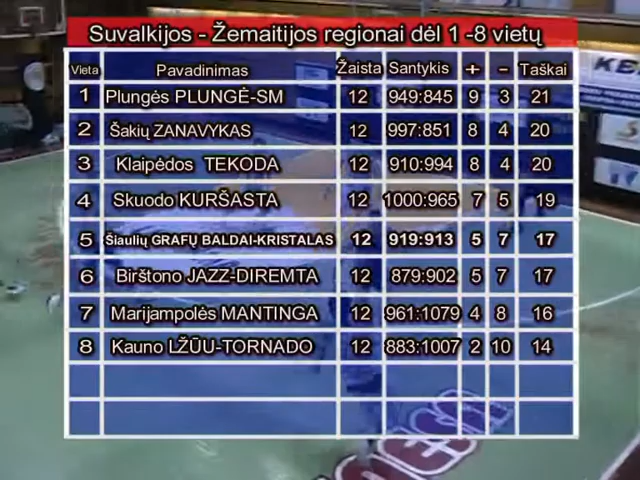 Suvalkijos - Žemaitijos regionai dėl 1 -8 vietų
Vieta Pavadinimas Žaista Santykis + - Taškai
1 Plungės PLUNGĖ-SM 12 949:845 9 3 21
2 Šakių ZANAVYKAS 12 997:851 8 4 20
3 Klaipėdos TEKODA 12 910:994 8 4 20
4 Skuodo KURŠASTA 12 1000:965 7 5 19
5 Šiaulių GRAFŲ BALDAI-KRISTALAS 12 919:913 5 7 17
6 Birštono JAZZ-DIREMTA 12 879:902 5 7 17
7 Marijampolės MANTINGA 12 961:1079 4 8 16
8 Kauno LŽŪU-TORNADO 12 883:1007 2 10 14